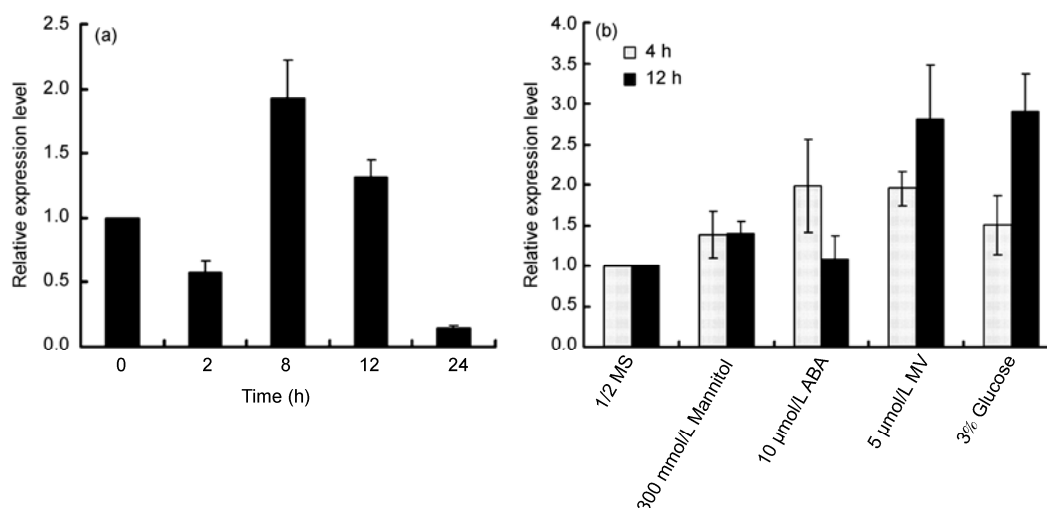 (a)
Relative expression level
2.5
2.0
1.5
1.0
0.5
0.0
0 2 8 12 24
Time (h)
(b)
4 h
12 h
Relative expression level
4.0
3.5
3.0
2.5
2.0
1.5
1.0
0.5
0.0
1/2 MS
300 mmol/L Mannitol
10 μmol/L ABA
5 μmol/L MV
3% Glucose